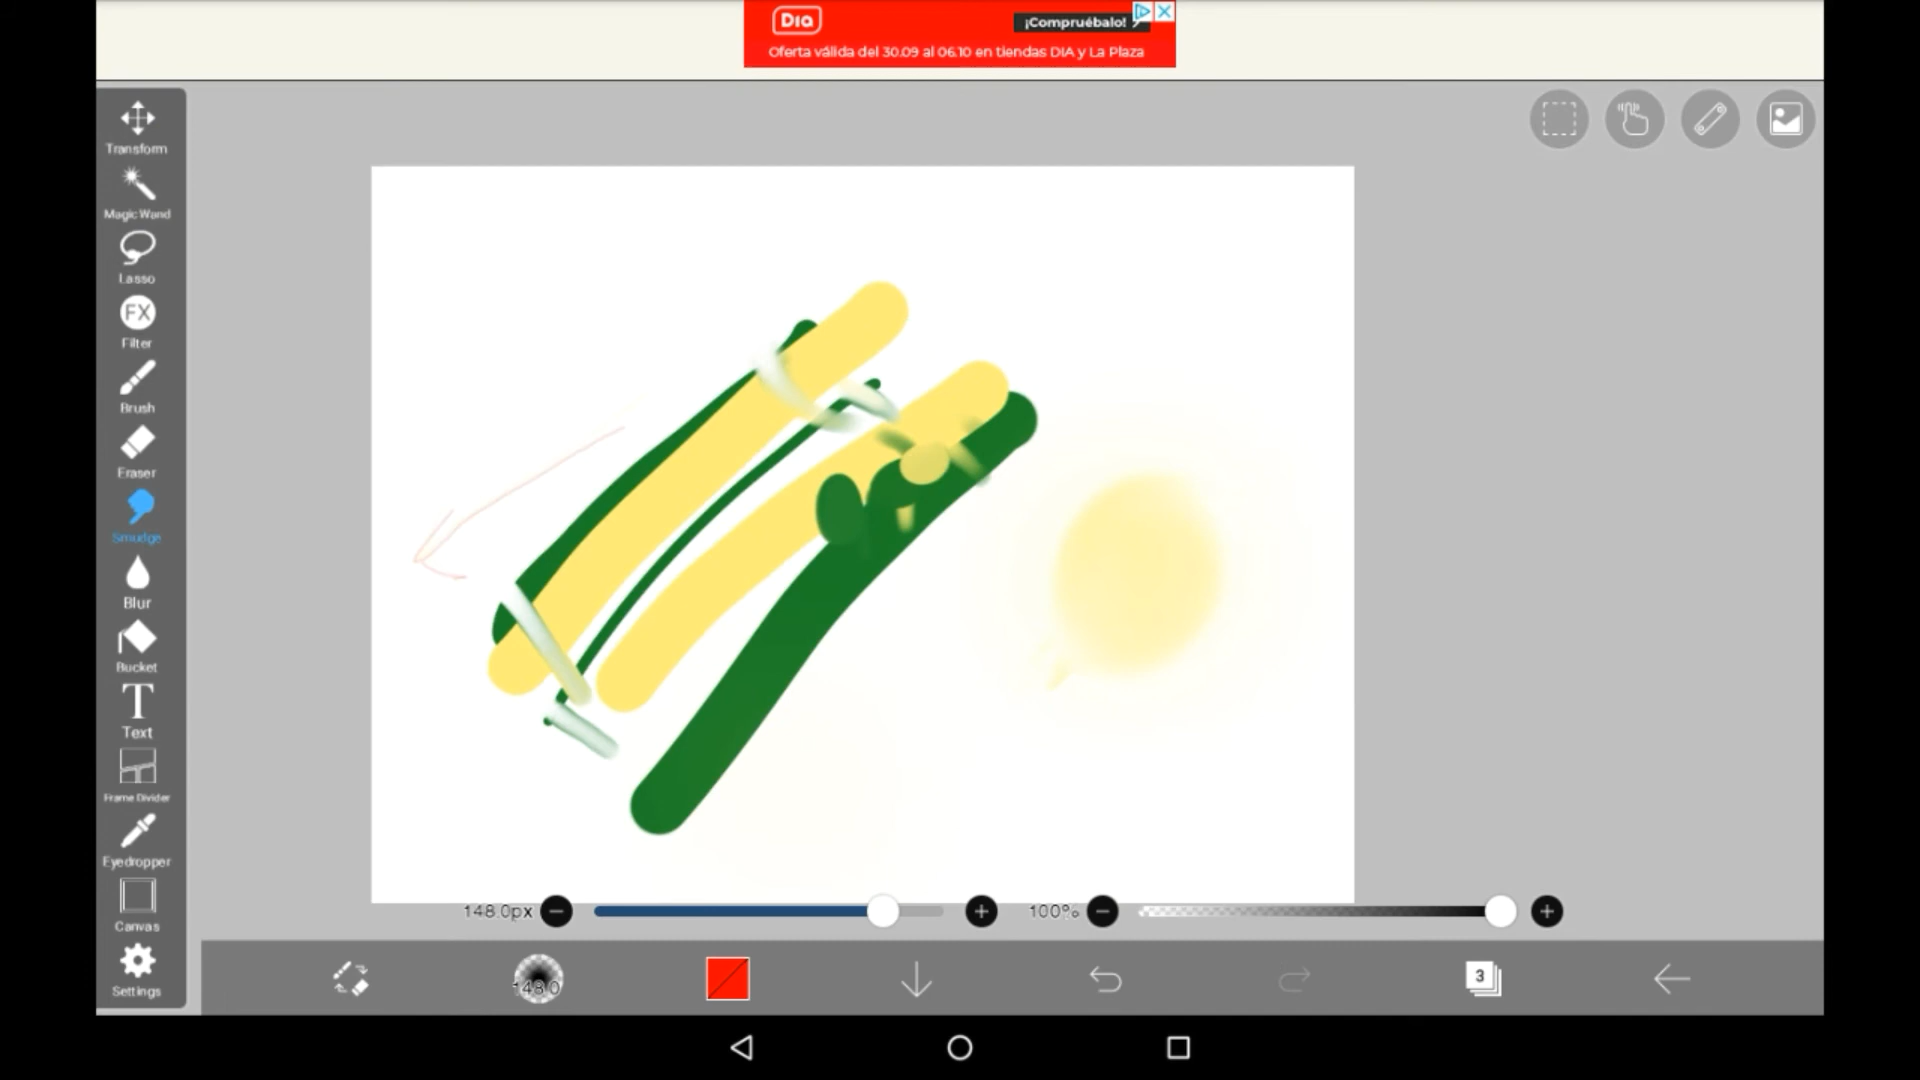 Dia
¡Compruébalo!
Oferta válida del 30.09 al 06.10 en tiendas DIA y La Plaza
Transform
Magic Wand
Lasso
FX
Filter
Brush
Eraser
Smudge
Blur
Bucket
T
Text
Frame Divider
Eyedropper
Canvas
Settings
148.0px
100%
148.0
3